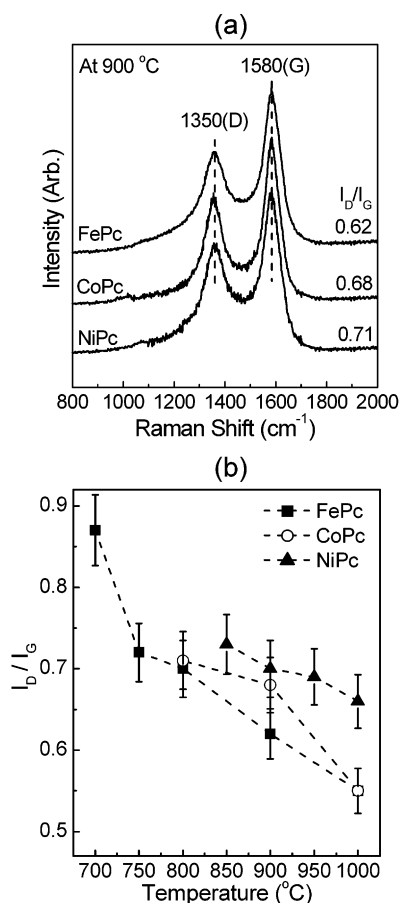 (a)
At 900 °C
1580(G)
1350(D)
I_D/I_G
FePc
0.62
CoPc
0.68
NiPc
0.71
Intensity (Arb.)
800 1000 1200 1400 1600 1800 2000
Raman Shift (cm⁻¹)
(b)
FePc
CoPc
NiPc
0.9
0.8
0.7
0.6
0.5
I_D / I_G
700 750 800 850 900 950 1000
Temperature (°C)